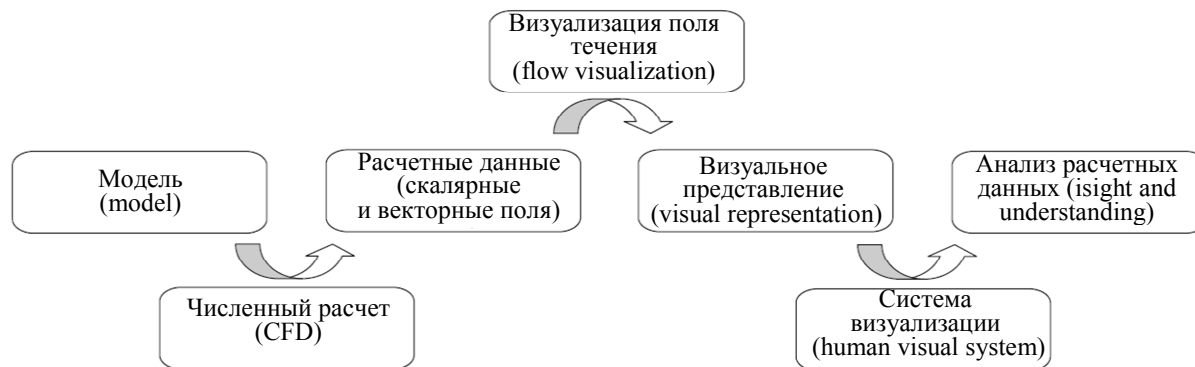 Визуализация поля
течения
(flow visualization)
Модель
(model)
Расчетные данные
(скалярные
и векторные поля)
Визуальное
представление
(visual representation)
Анализ расчетных
данных (isight and
understanding)
Численный расчет
(CFD)
Система
визуализации
(human visual system)